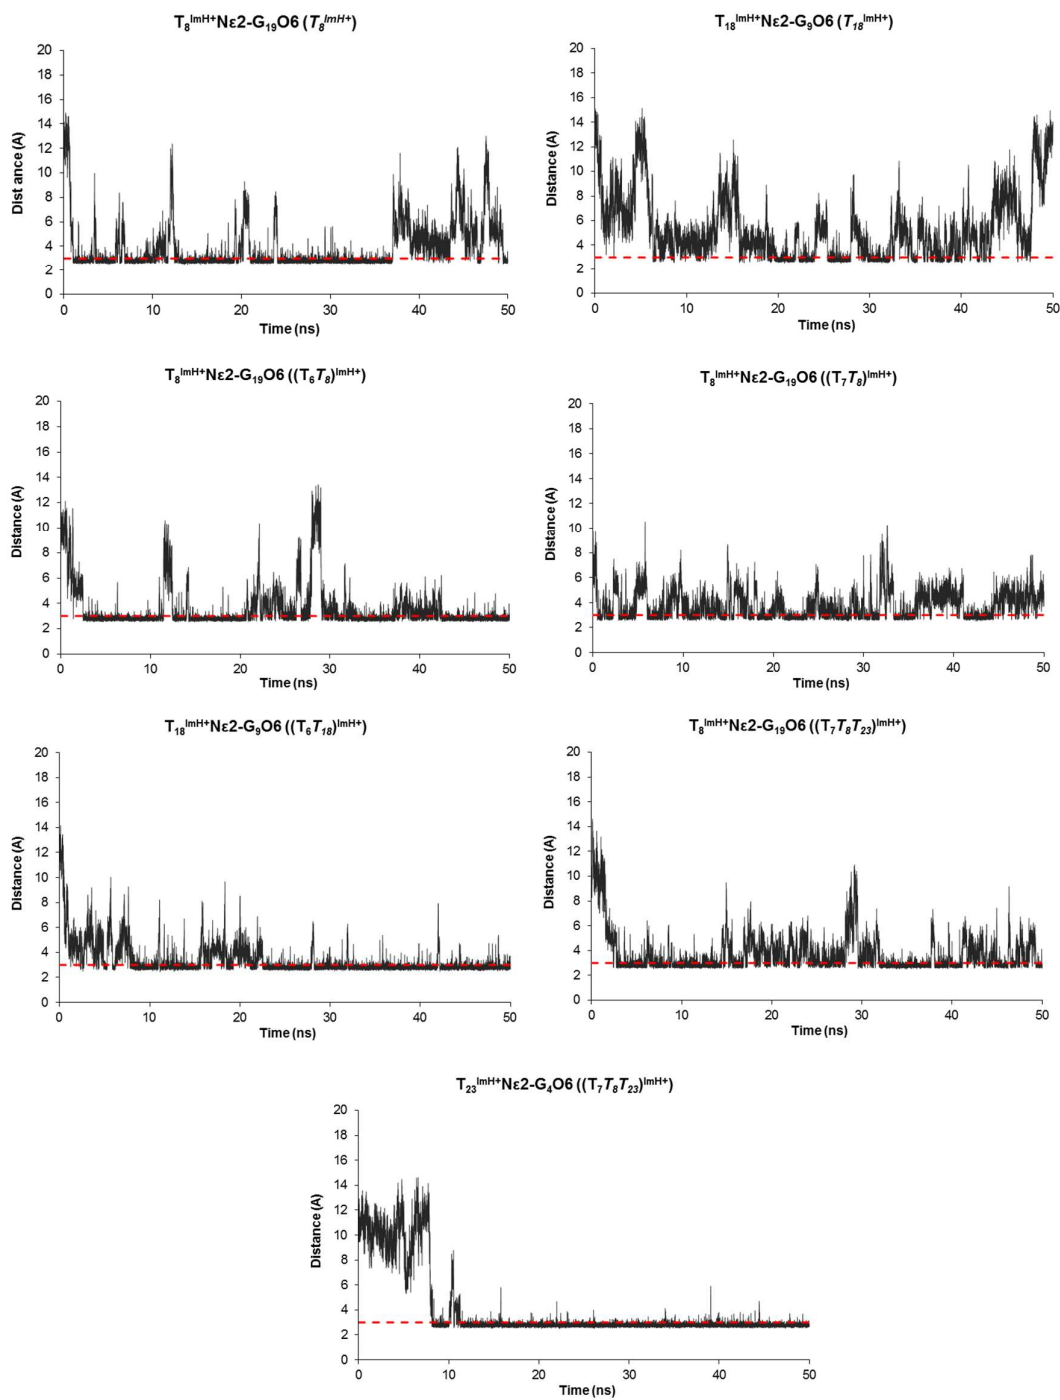 T₈ᴵᵐᴴ⁺Nε2-G₁₉O6 (T₈ᴵᵐᴴ⁺)
20
18
16
14
12
10
8
6
4
2
0
Dist ance (A)
0 10 20 30 40 50
Time (ns)
T₁₈ᴵᵐᴴ⁺Nε2-G₉O6 (T₁₈ᴵᵐᴴ⁺)
20
18
16
14
12
10
8
6
4
2
0
Distance (A)
0 10 20 30 40 50
Time (ns)
T₈ᴵᵐᴴ⁺Nε2-G₁₉O6 ((T₆T₈)ᴵᵐᴴ⁺)
20
18
16
14
12
10
8
6
4
2
0
Distance (A)
0 10 20 30 40 50
Time (ns)
T₈ᴵᵐᴴ⁺Nε2-G₁₉O6 ((T₇T₈)ᴵᵐᴴ⁺)
20
18
16
14
12
10
8
6
4
2
0
Distance (A)
0 10 20 30 40 50
Time (ns)
T₁₈ᴵᵐᴴ⁺Nε2-G₉O6 ((T₆T₁₈)ᴵᵐᴴ⁺)
20
18
16
14
12
10
8
6
4
2
0
Distance (A)
0 10 20 30 40 50
Time (ns)
T₈ᴵᵐᴴ⁺Nε2-G₁₉O6 ((T₇T₈T₂₃)ᴵᵐᴴ⁺)
20
18
16
14
12
10
8
6
4
2
0
Distance (A)
0 10 20 30 40 50
Time (ns)
T₂₃ᴵᵐᴴ⁺Nε2-G₄O6 ((T₇T₈T₂₃)ᴵᵐᴴ⁺)
20
18
16
14
12
10
8
6
4
2
0
Distance (A)
0 10 20 30 40 50
Time (ns)